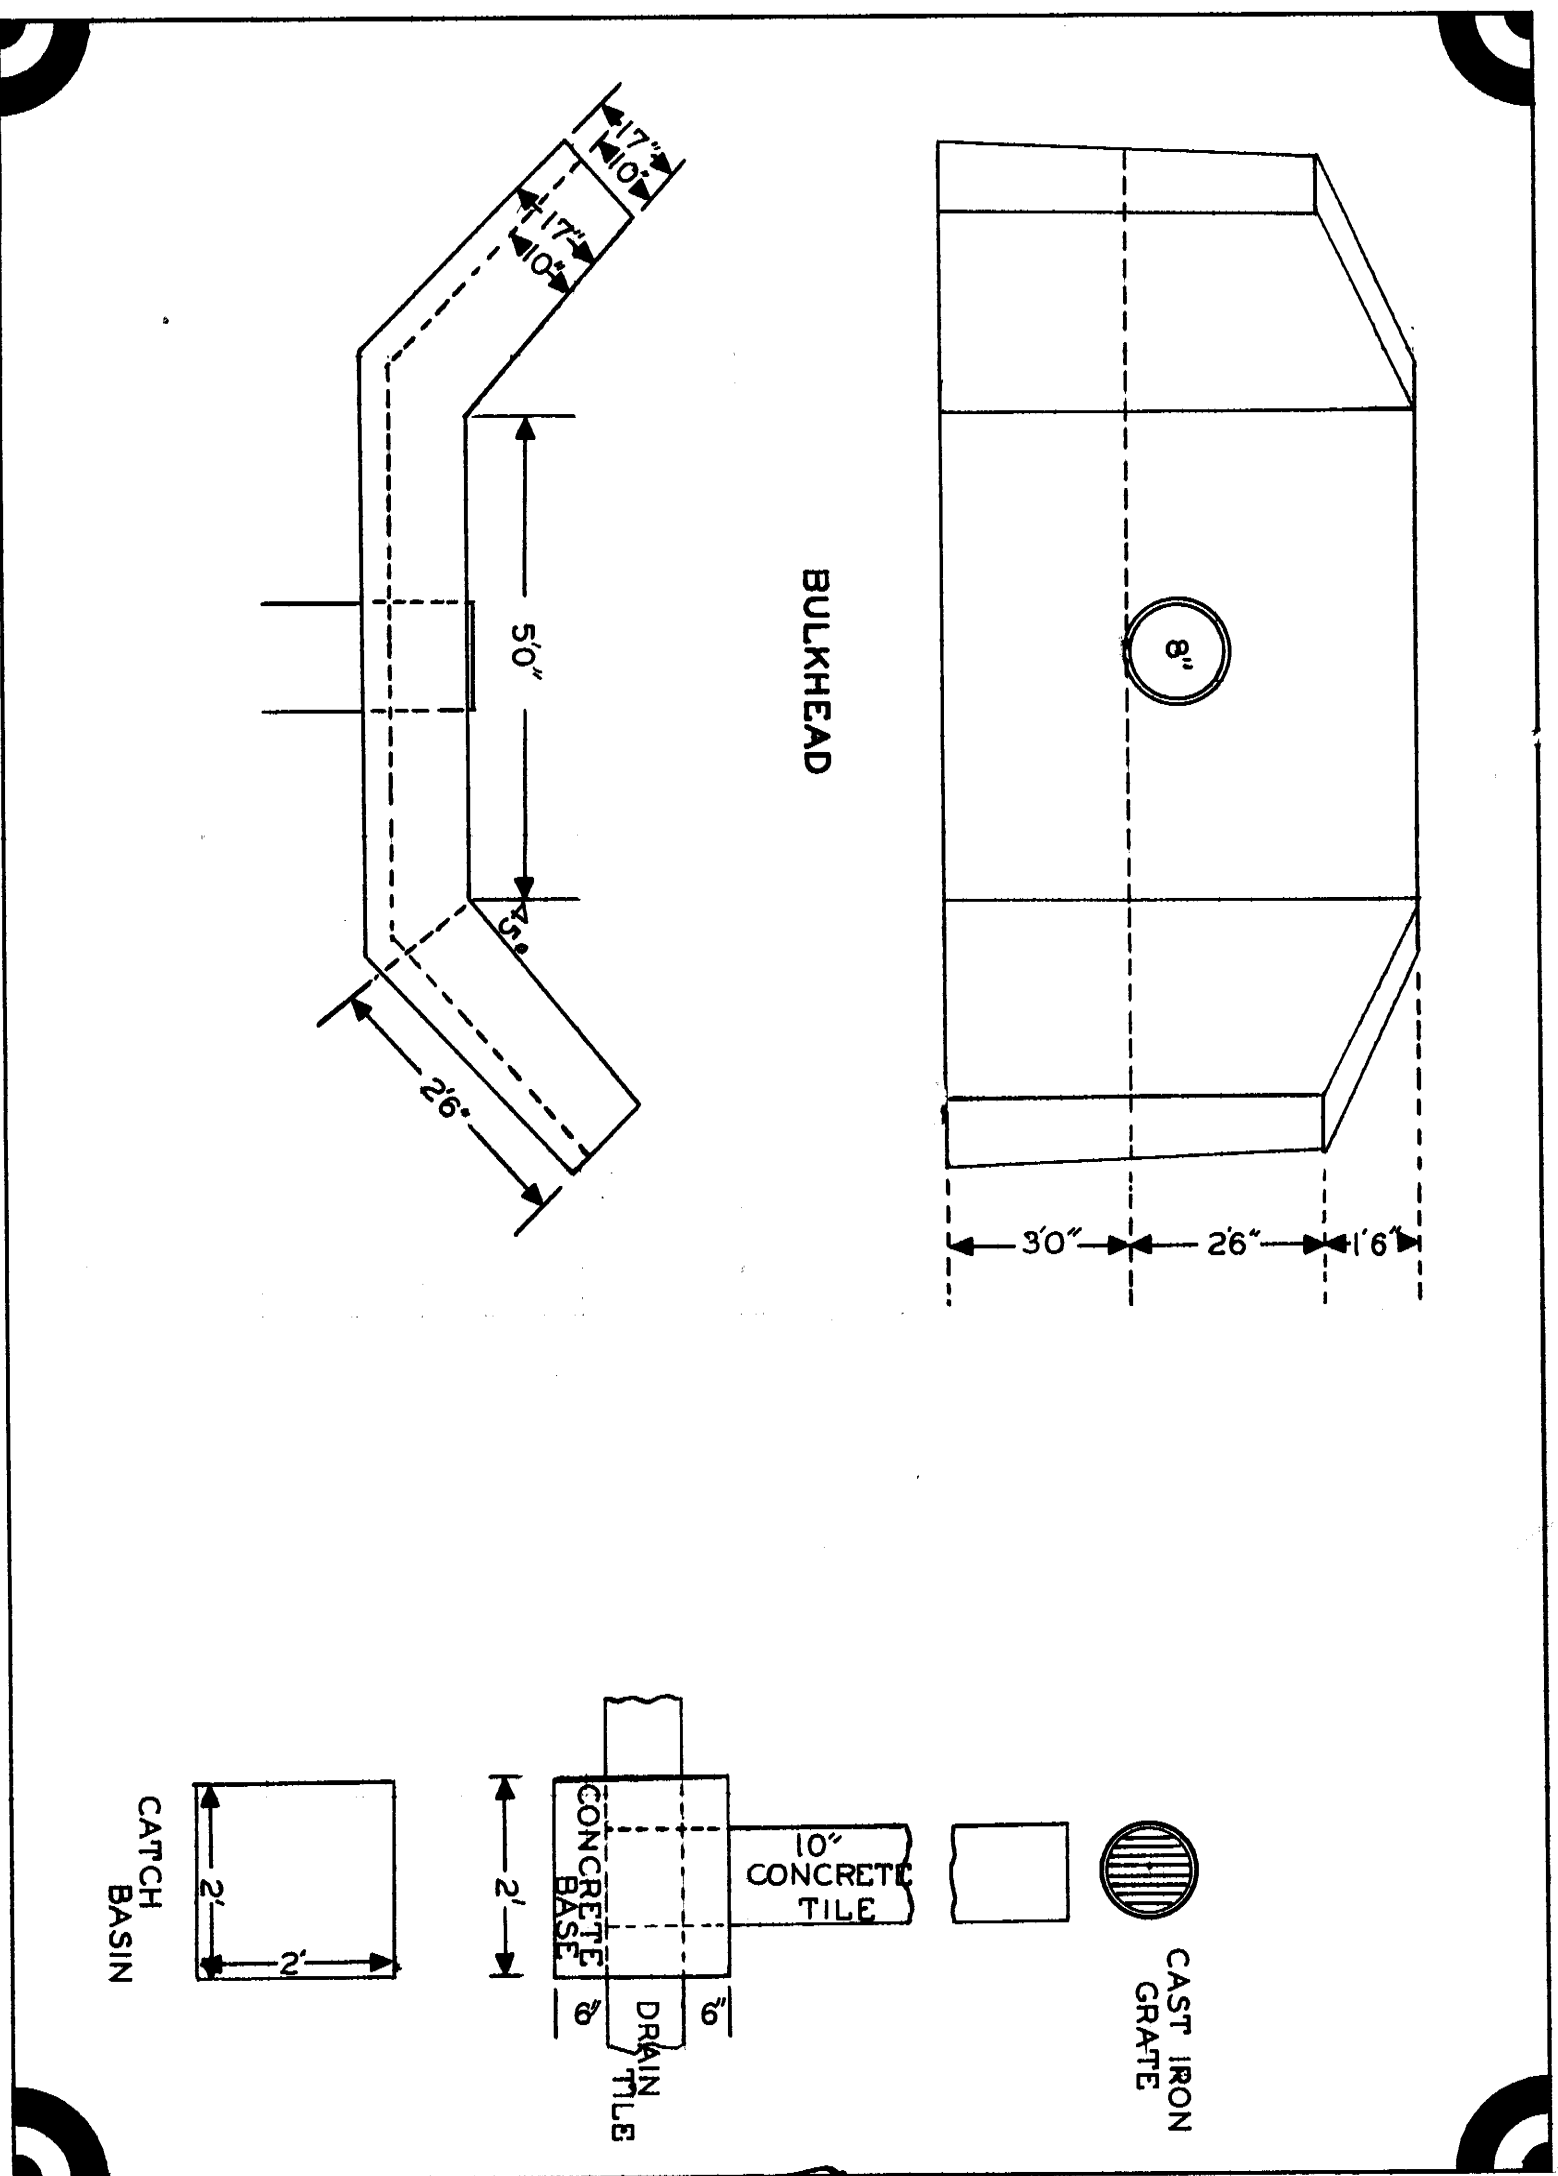 8"
3'0"
2'6"
1'6"
BULKHEAD
17"
10"
17"
10"
5'0"
45°
2'6"
CAST IRON
GRATE
10"
CONCRETE
TILE
CONCRETE
BASE
6"
6"
DRAIN
TILE
2'
2'
2'
CATCH
BASIN